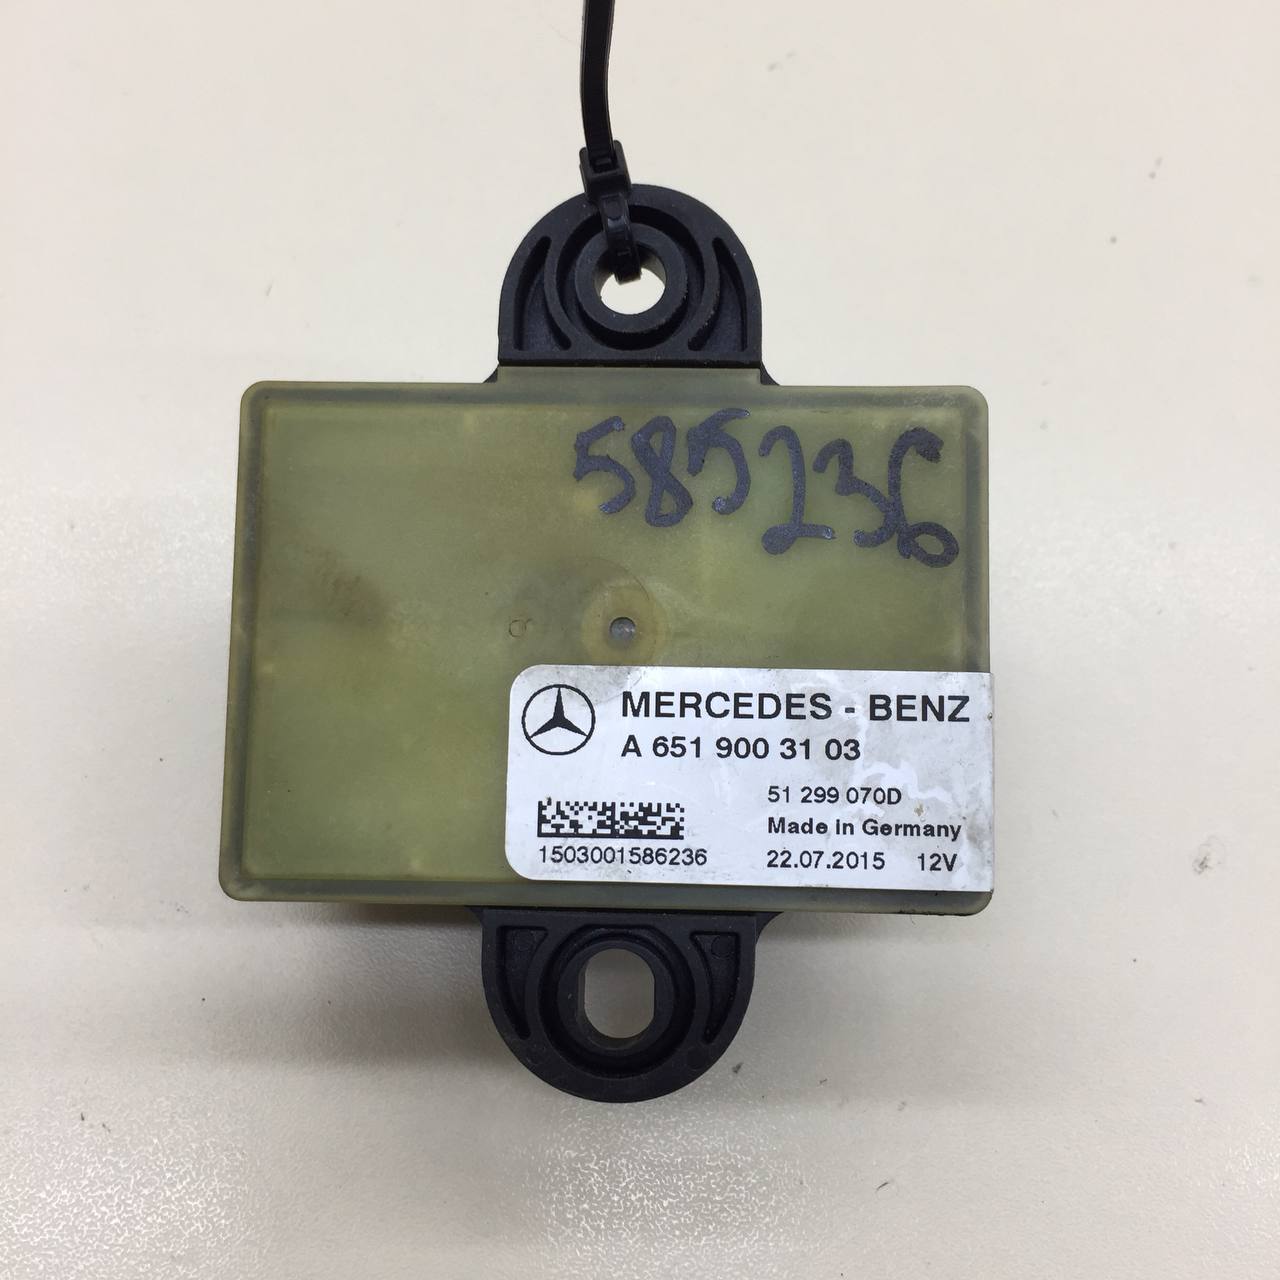 585236
MERCEDES - BENZ
A 651 900 31 03
51 299 070D
Made in Germany
1503001586236
22.07.2015 12V